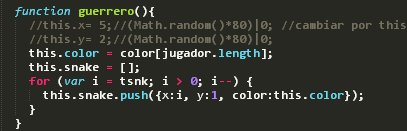 function guerrero(){
//this.x= 5;//(Math.random()*80)|0; //cambiar por this
//this.y= 2;//(Math.random()*80)|0;
this.color = color[jugador.length];
this.snake = [];
for (var i = tsnk; i > 0; i--) {
this.snake.push({x:i, y:1, color:this.color});
}
}